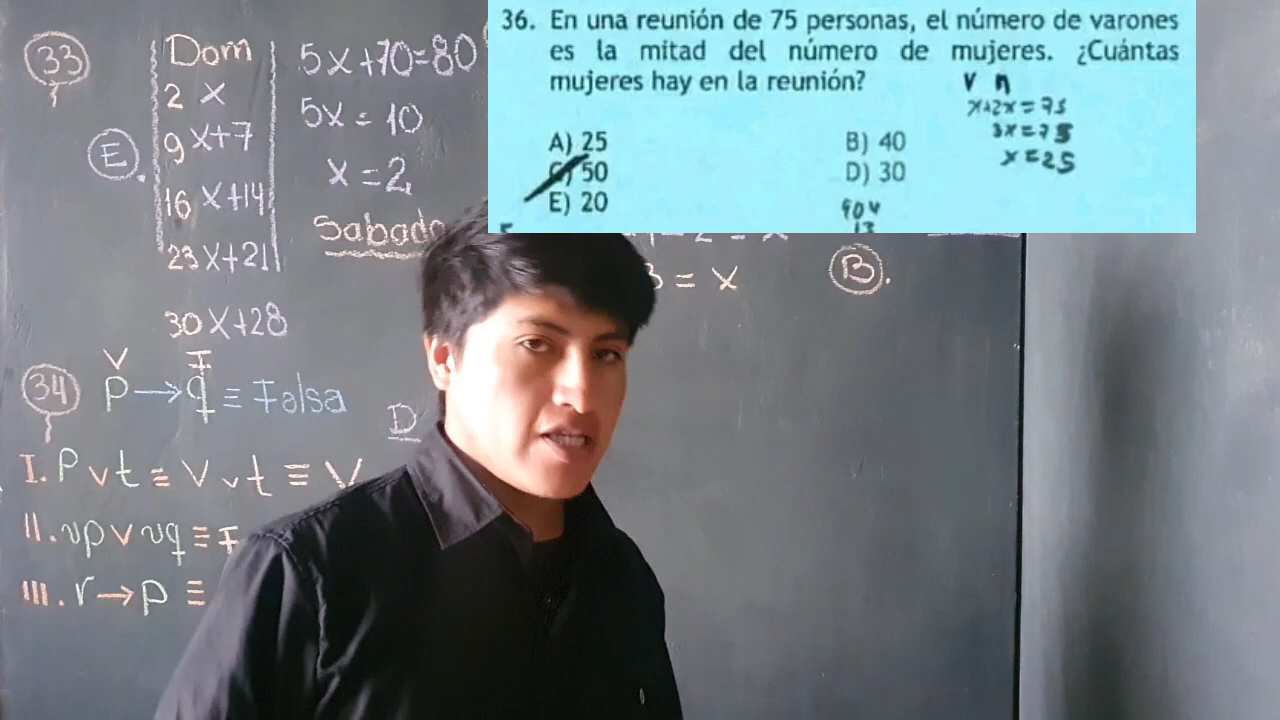 36. En una reunión de 75 personas, el número de varones
es la mitad del número de mujeres. ¿Cuántas
mujeres hay en la reunión?
A) 25
B) 40
C) 50
D) 30
E) 20
x+2x=75
3x=75
x=25
33
Dom
2 x
9 x+7
16 x+14
23x+21
30x+28
E.
5x+70=80
5x=10
x=2
Sabado
3 = x
B.
34
V F
p→q≡Falsa
D
I. p∨t≡V∨t≡V
II. ~p∨~q≡F
III. r→p≡